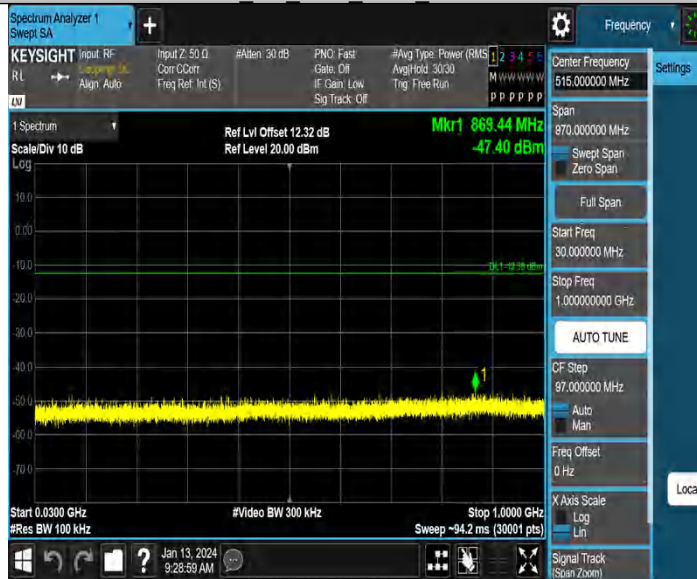 Spectrum Analyzer 1
Swept SA
+
Frequency
KEYSIGHT
Input: RF
Input Z: 50 Ω
#Atten: 30 dB
PNO: Fast
#Avg Type: Power (RMS
1 2 3 4 5 6
RL
Corr CCorr
Gate: Off
Avg|Hold: 30/30
M W W W W W
Align: Auto
Freq Ref: Int (S)
IF Gain: Low
Trig: Free Run
Sig Track: Off
P P P P P P
LXI
1 Spectrum
Scale/Div 10 dB
Ref Lvl Offset 12.32 dB
Ref Level 20.00 dBm
Mkr1 869.44 MHz
-47.40 dBm
Log
10.0
0.00
-10.0
-20.0
-30.0
-40.0
-50.0
-60.0
-70.0
1
Start 0.0300 GHz
#Video BW 300 kHz
Stop 1.0000 GHz
#Res BW 100 kHz
Sweep ~94.2 ms (30001 pts)
?
Jan 13, 2024
9:28:59 AM
Settings
Center Frequency
515.000000 MHz
Span
970.000000 MHz
Swept Span
Zero Span
Full Span
Start Freq
30.000000 MHz
Stop Freq
1.000000000 GHz
AUTO TUNE
CF Step
97.000000 MHz
Auto
Man
Freq Offset
0 Hz
X Axis Scale
Log
Lin
Signal Track
(Span Zoom)
Loca